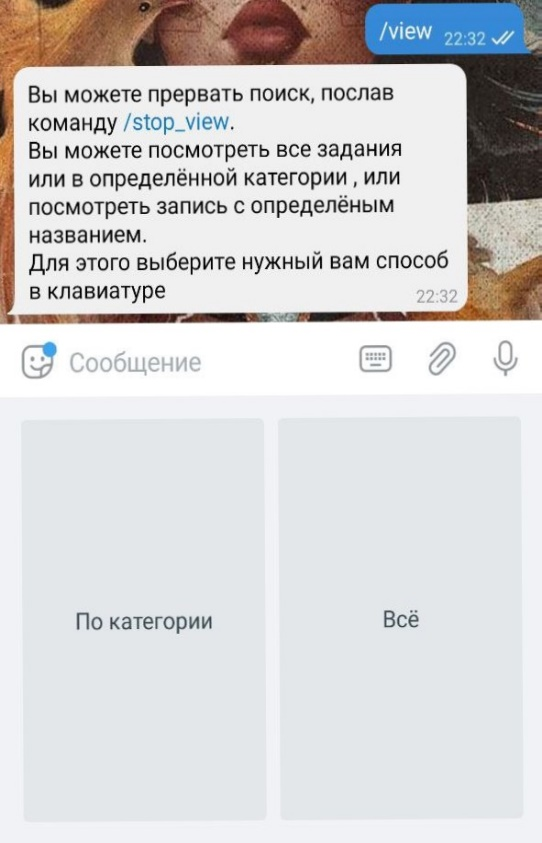 /view 22:32
Вы можете прервать поиск, послав
команду /stop_view.
Вы можете посмотреть все задания
или в определённой категории , или
посмотреть запись с определёным
названием.
Для этого выберите нужный вам способ
в клавиатуре 22:32
Сообщение
По категории
Всё